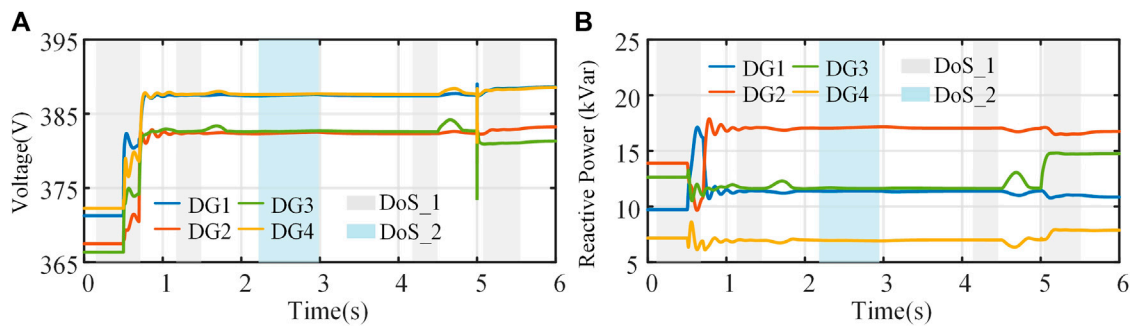 A
Voltage(V)
395
385
375
365
DG1
DG3
DG2
DG4
DoS_1
DoS_2
0
1
2
3
4
5
6
Time(s)
B
Reactive Power (kVar)
25
20
15
10
5
DG1
DG3
DG2
DG4
DoS_1
DoS_2
0
1
2
3
4
5
6
Time(s)